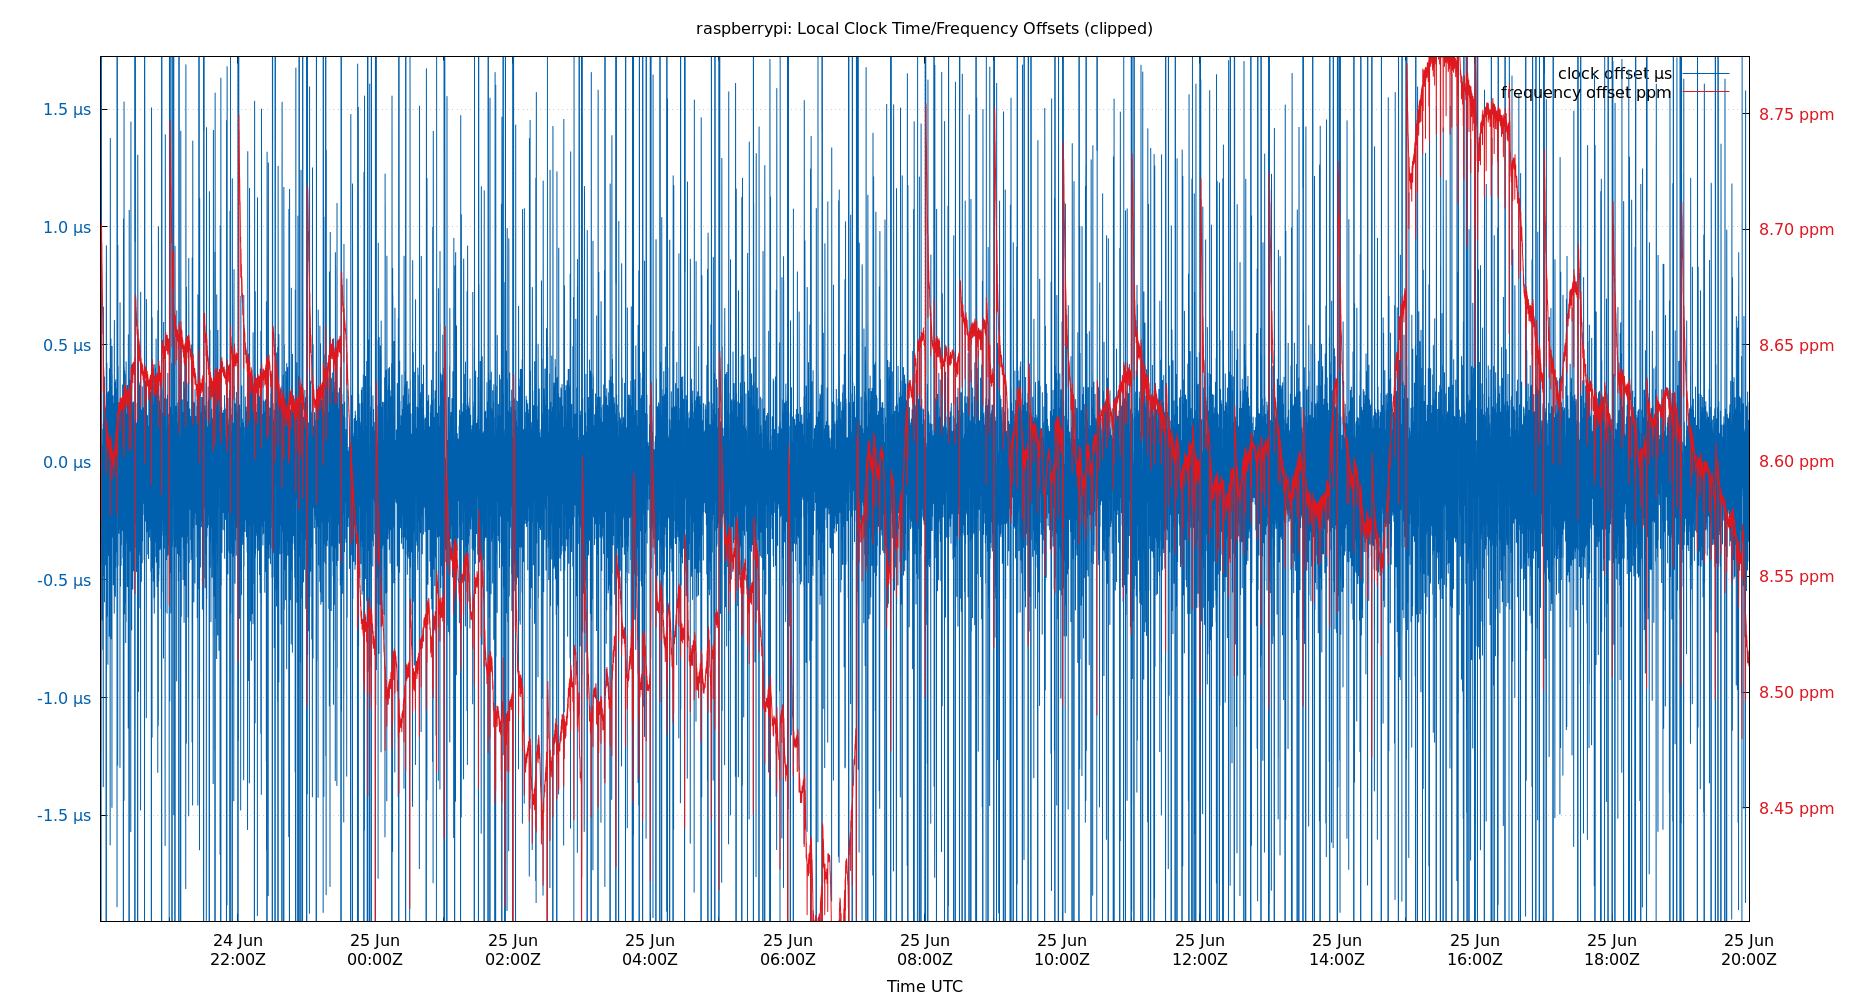 raspberrypi: Local Clock Time/Frequency Offsets (clipped)
clock offset µs
frequency offset ppm
1.5 µs
1.0 µs
0.5 µs
0.0 µs
-0.5 µs
-1.0 µs
-1.5 µs
8.75 ppm
8.70 ppm
8.65 ppm
8.60 ppm
8.55 ppm
8.50 ppm
8.45 ppm
24 Jun 25 Jun 25 Jun 25 Jun 25 Jun 25 Jun 25 Jun 25 Jun 25 Jun 25 Jun 25 Jun 25 Jun
22:00Z 00:00Z 02:00Z 04:00Z 06:00Z 08:00Z 10:00Z 12:00Z 14:00Z 16:00Z 18:00Z 20:00Z
Time UTC